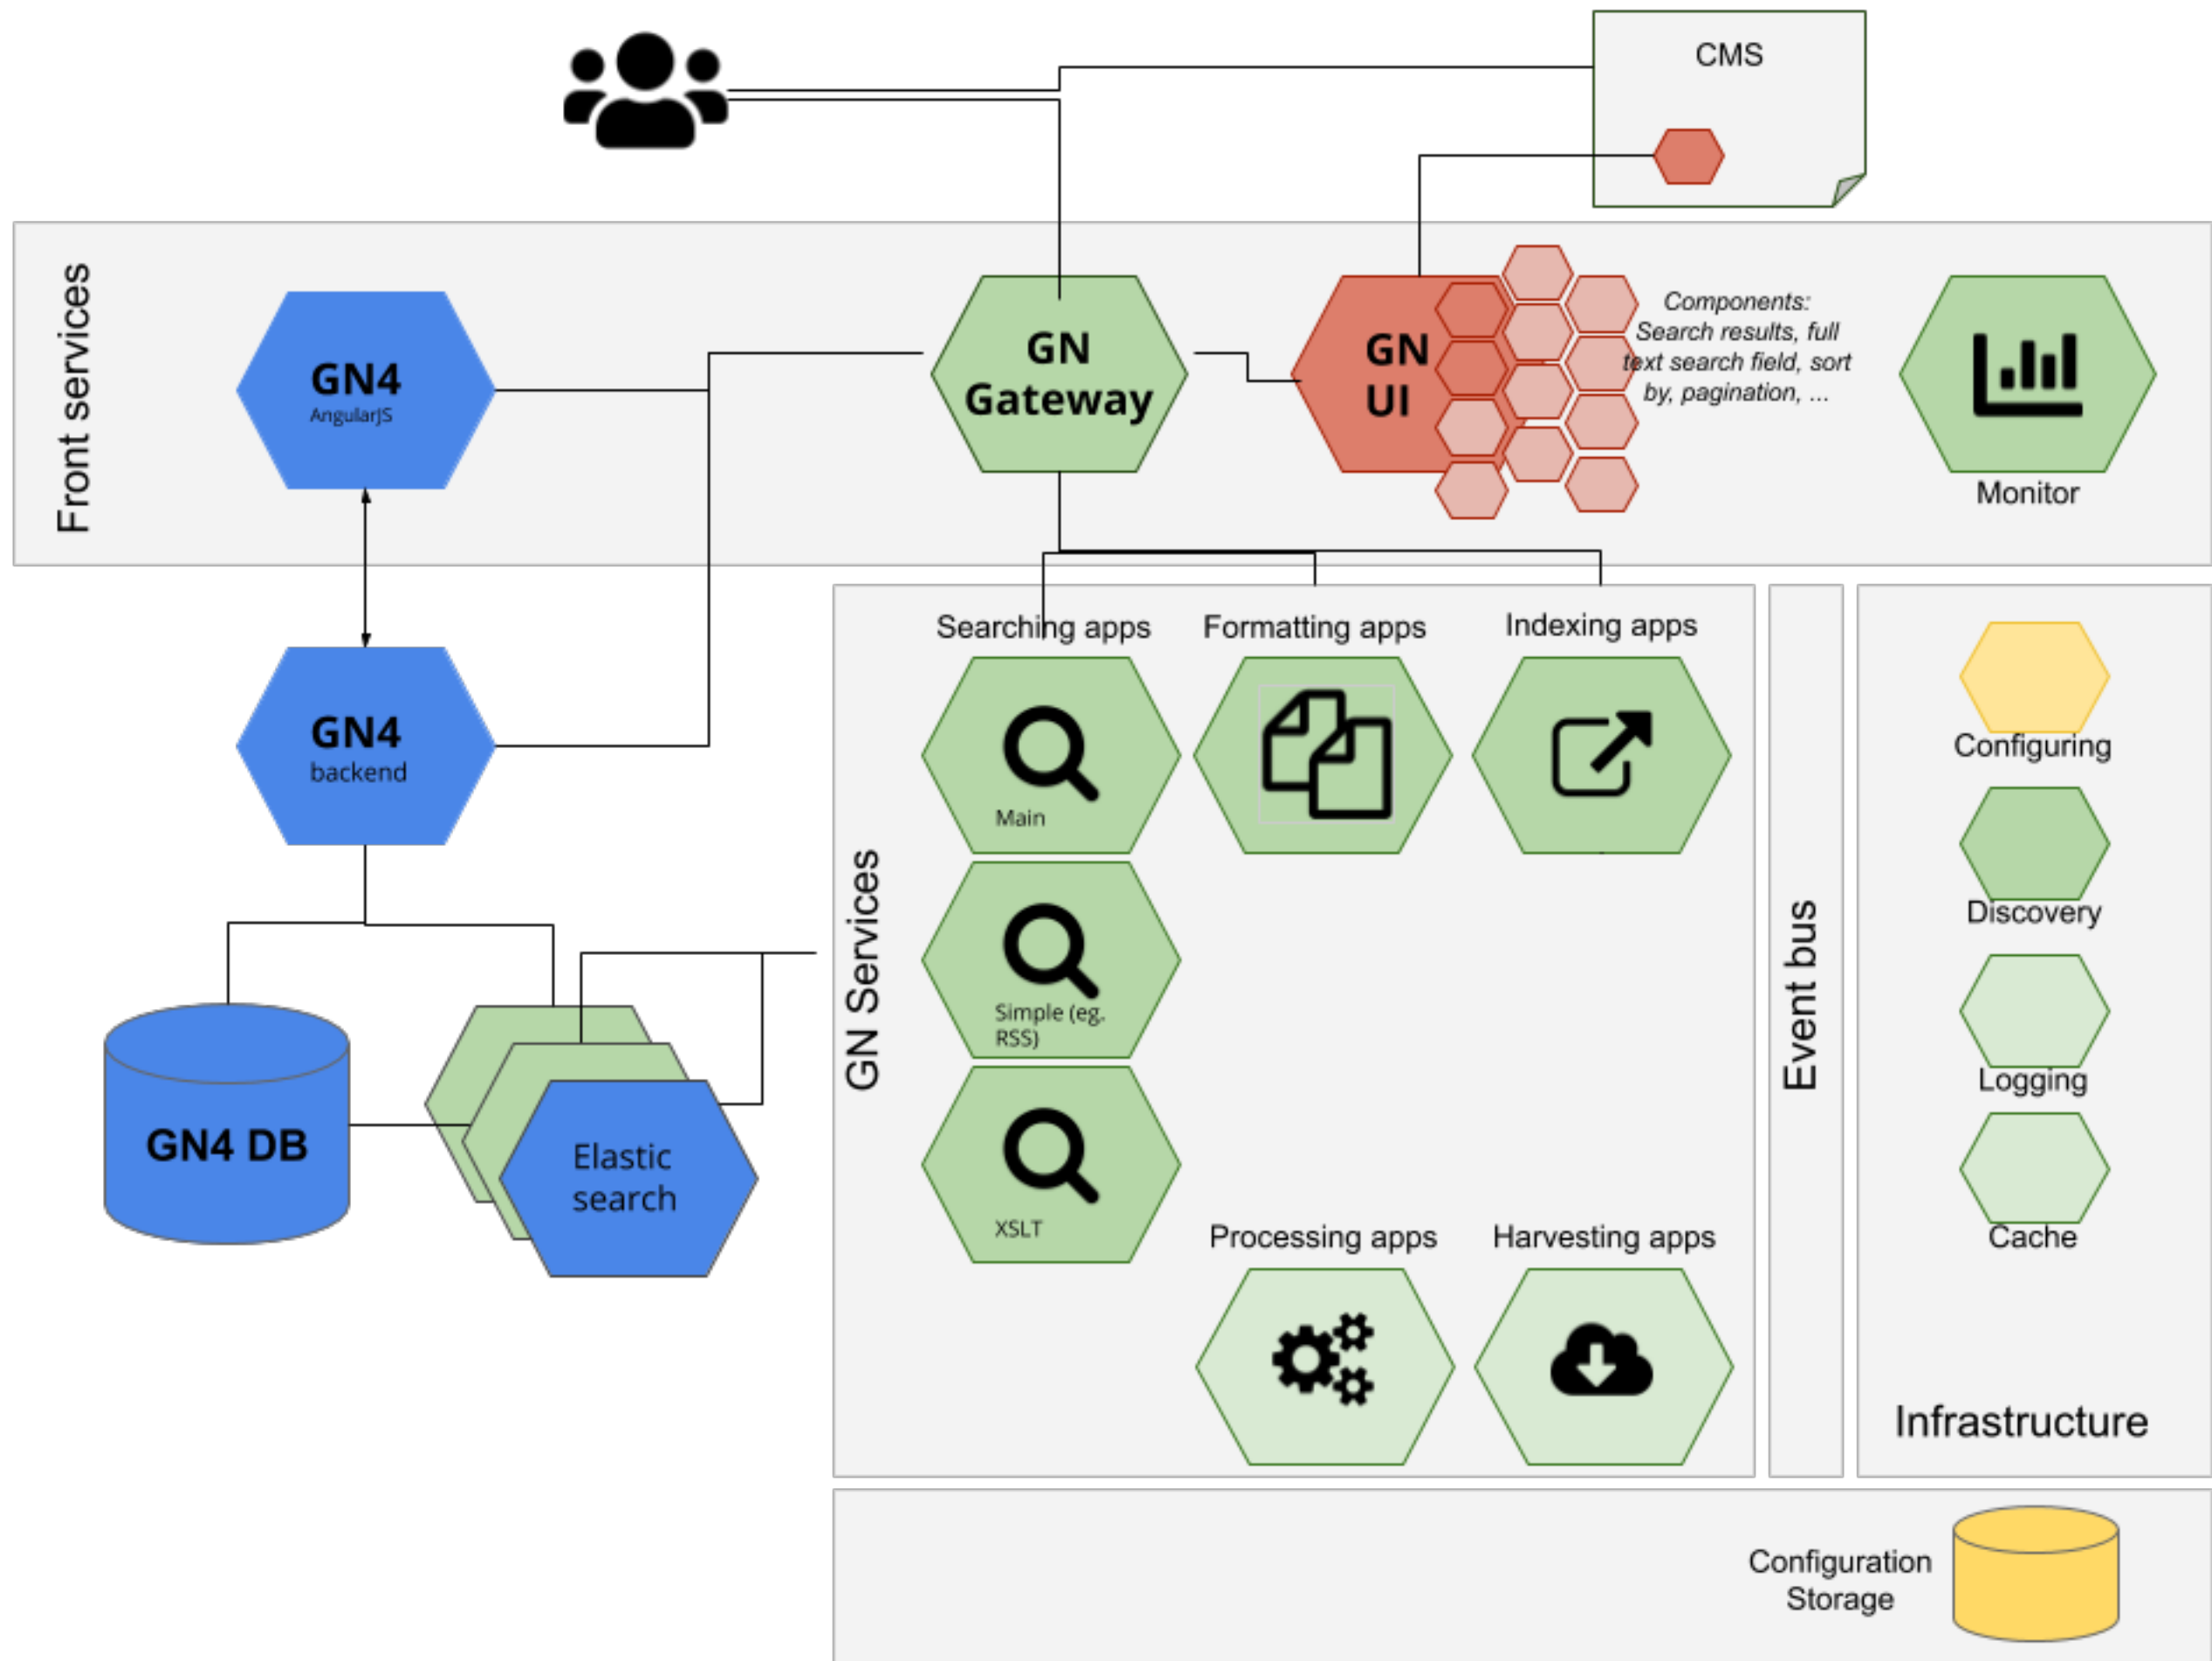 CMS
Front services
GN4
AngularJS
GN
Gateway
GN
UI
Components:
Search results, full
text search field, sort
by, pagination, ...
Monitor
GN4
backend
GN4 DB
Elastic
search
GN Services
Searching apps
Formatting apps
Indexing apps
Main
Simple (eg.
RSS)
XSLT
Processing apps
Harvesting apps
Event bus
Configuring
Discovery
Logging
Cache
Infrastructure
Configuration
Storage